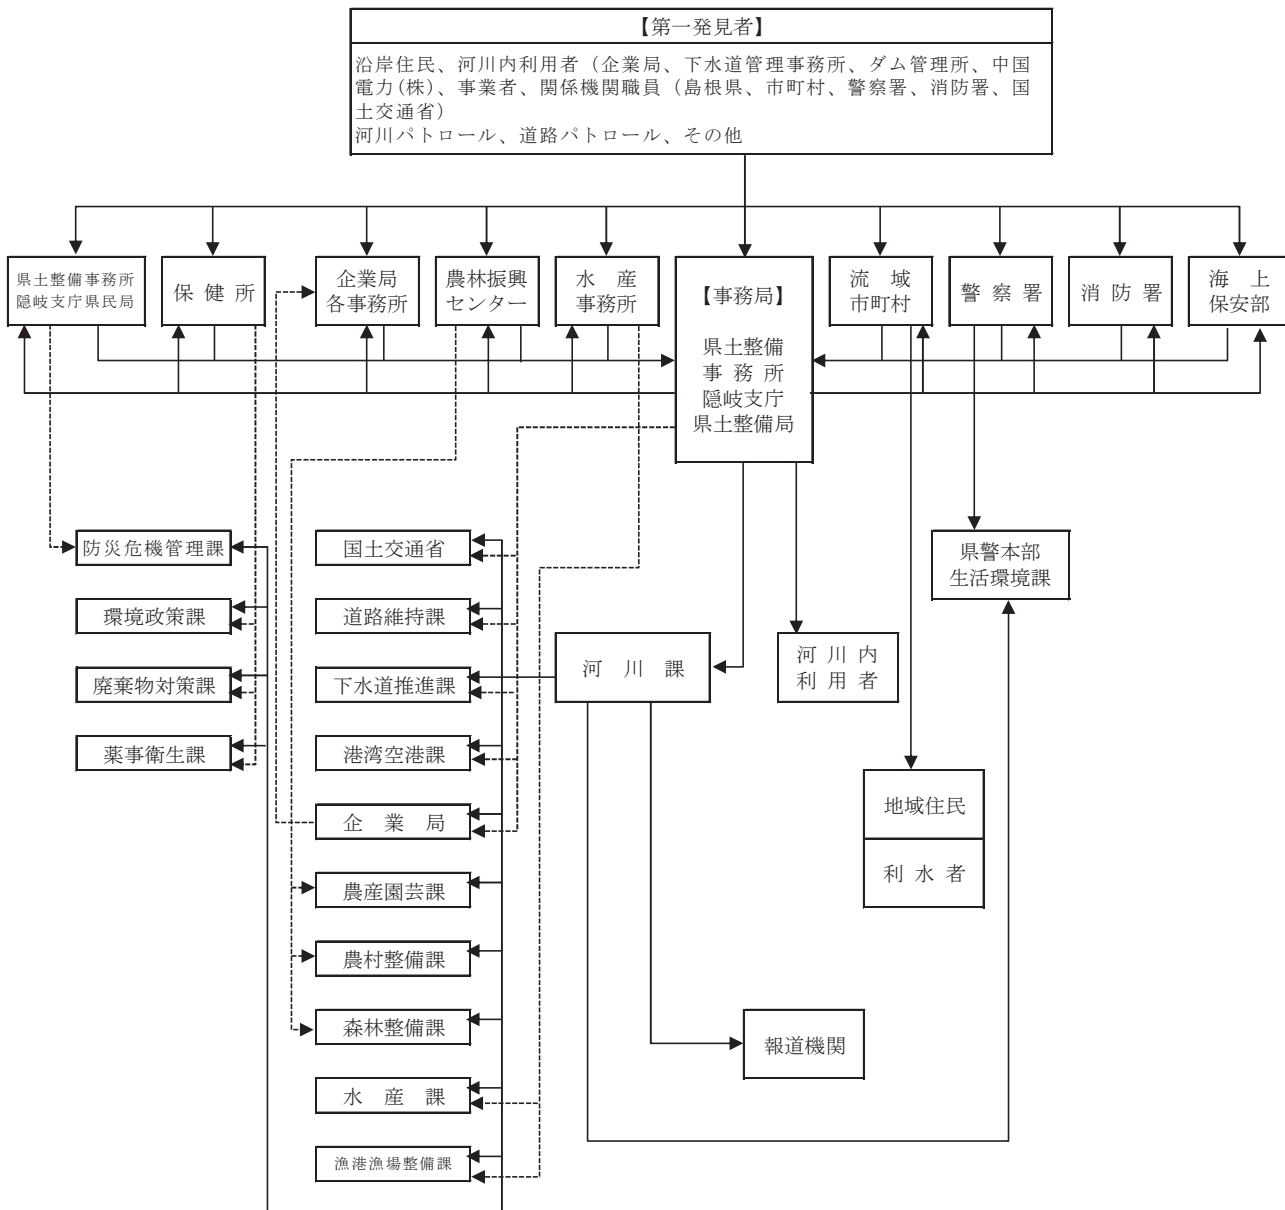 【第一発見者】
沿岸住民、河川内利用者（企業局、下水道管理事務所、ダム管理所、中国
電力(株)、事業者、関係機関職員（島根県、市町村、警察署、消防署、国
土交通省）
河川パトロール、道路パトロール、その他
県土整備事務所
隠岐支庁県民局
保健所
企業局
各事務所
農林振興
センター
水産
事務所
【事務局】
県土整備
事務所
隠岐支庁
県土整備局
流域
市町村
警察署
消防署
海上
保安部
防災危機管理課
環境政策課
廃棄物対策課
薬事衛生課
国土交通省
道路維持課
下水道推進課
港湾空港課
企業局
農産園芸課
農村整備課
森林整備課
水産課
漁港漁場整備課
河川課
河川内
利用者
県警本部
生活環境課
地域住民
利水者
報道機関